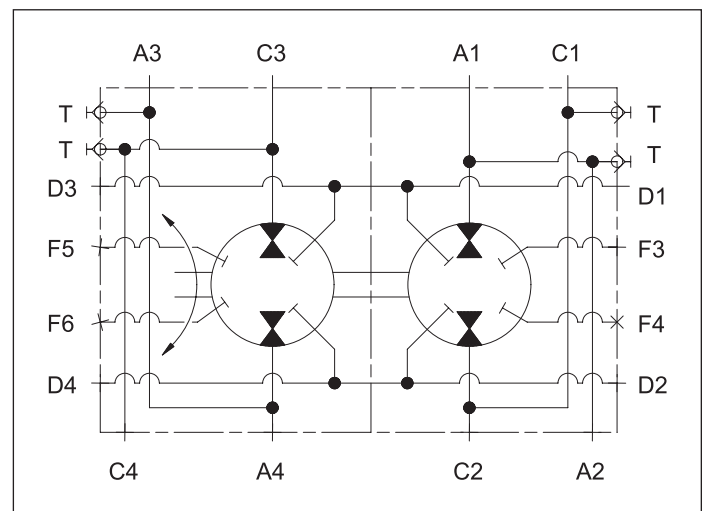 A3 C3 A1 C1
T T
T T
D3 D1
F5 F3
F6 F4
D4 D2
C4 A4 C2 A2